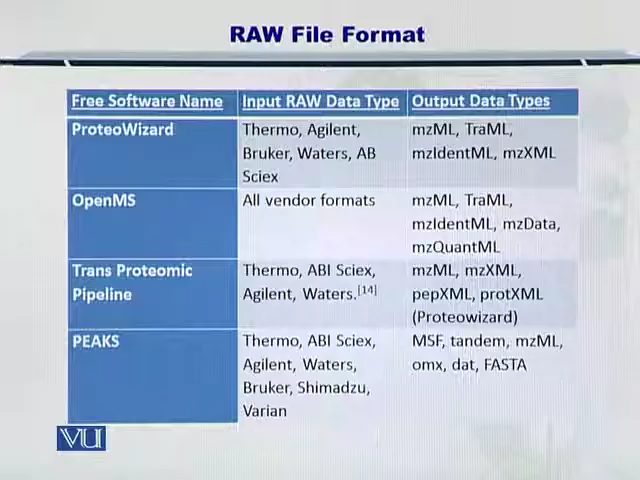 RAW File Format
Free Software Name Input RAW Data Type Output Data Types
ProteoWizard Thermo, Agilent, mzML, TraML,
Bruker, Waters, AB mzIdentML, mzXML
Sciex
OpenMS All vendor formats mzML, TraML,
mzIdentML, mzData,
mzQuantML
Trans Proteomic Thermo, ABI Sciex, mzML, mzXML,
Pipeline Agilent, Waters.[14] pepXML, protXML
(Proteowizard)
PEAKS Thermo, ABI Sciex, MSF, tandem, mzML,
Agilent, Waters, omx, dat, FASTA
Bruker, Shimadzu,
Varian
VU